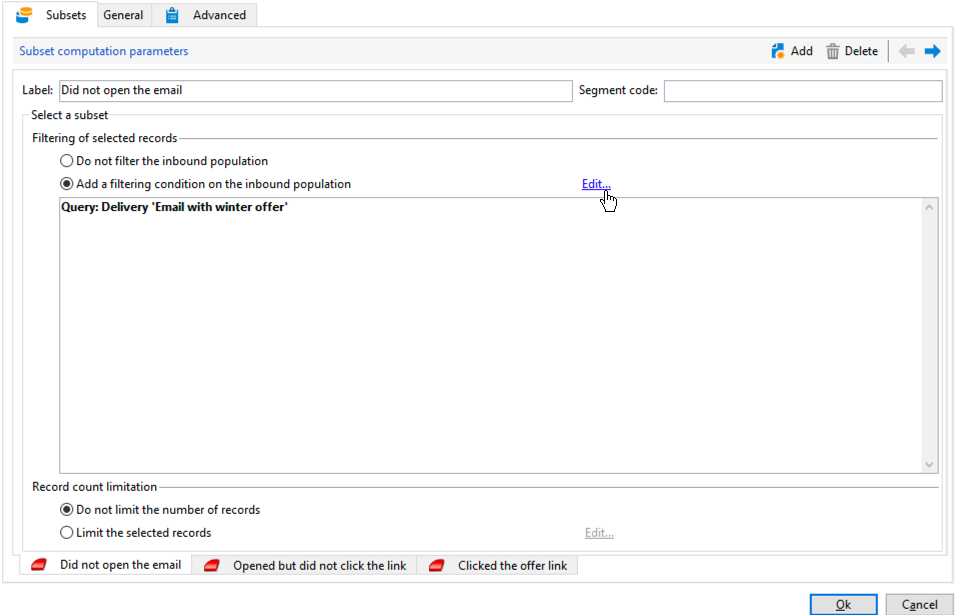 Subsets General Advanced
Subset computation parameters Add Delete
Label: Did not open the email Segment code:
Select a subset
Filtering of selected records
Do not filter the inbound population
Add a filtering condition on the inbound population Edit...
Query: Delivery 'Email with winter offer'
Record count limitation
Do not limit the number of records
Limit the selected records Edit...
Did not open the email Opened but did not click the link Clicked the offer link
Ok Cancel